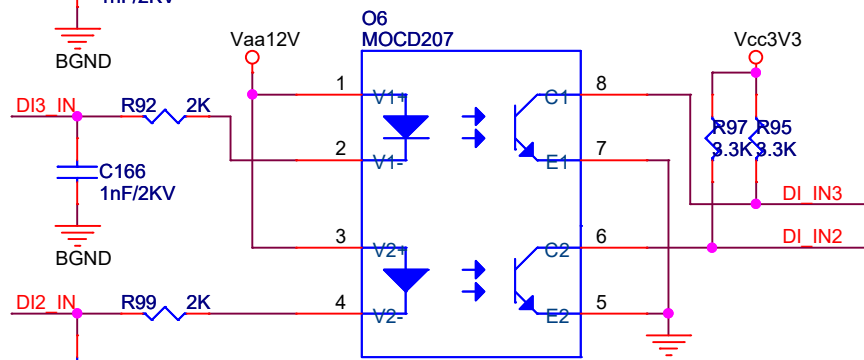 1nF/2KV
BGND
O6
MOCD207
Vaa12V
Vcc3V3
1
V1+
C1
8
DI3_IN
R92
2K
R97
R95
3.3K
3.3K
2
V1-
E1
7
C166
1nF/2KV
DI_IN3
3
V2+
C2
6
DI_IN2
BGND
DI2_IN
R99
2K
4
V2-
E2
5